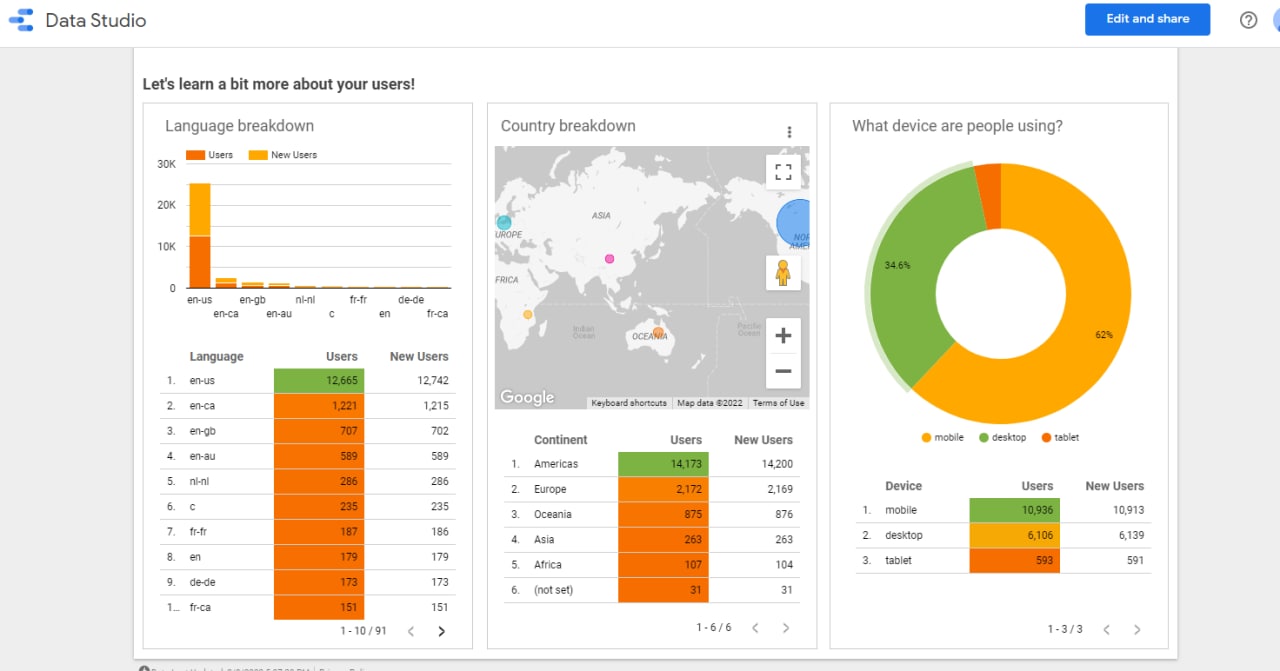 Data Studio
Edit and share
Let's learn a bit more about your users!
Language breakdown
Users New Users
30K
20K
10K
0
en-us en-gb nl-nl fr-fr de-de
en-ca en-au c en fr-ca
Language Users New Users
1. en-us 12,665 12,742
2. en-ca 1,221 1,215
3. en-gb 707 702
4. en-au 589 589
5. nl-nl 286 286
6. c 235 235
7. fr-fr 187 186
8. en 179 179
9. de-de 173 173
1... fr-ca 151 151
1 - 10 / 91
Country breakdown
ASIA
UROPE
NOR
AMER
FRICA
Indian
Ocean
OCEANIA
Pacific
Ocean
Google
Keyboard shortcuts Map data ©2022 Terms of Use
Continent Users New Users
1. Americas 14,173 14,200
2. Europe 2,172 2,169
3. Oceania 875 876
4. Asia 263 263
5. Africa 107 104
6. (not set) 31 31
1 - 6 / 6
What device are people using?
34.6%
62%
mobile desktop tablet
Device Users New Users
1. mobile 10,936 10,913
2. desktop 6,106 6,139
3. tablet 593 591
1 - 3 / 3